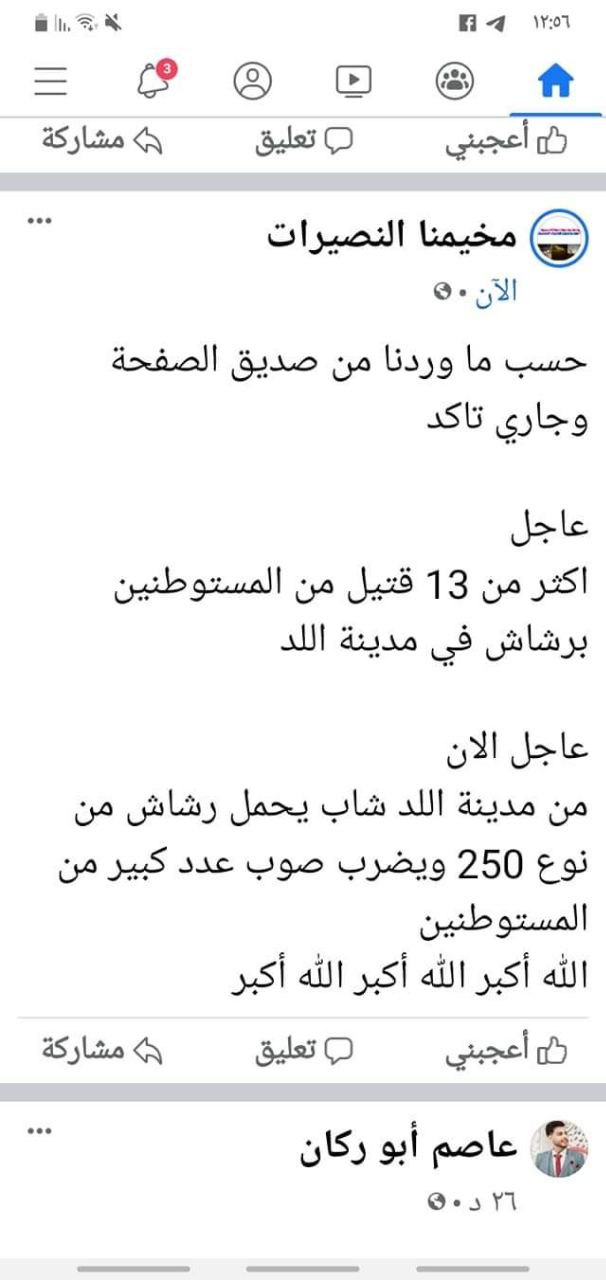 ١٢:٥٦
3
أعجبني تعليق مشاركة
مخيمنا النصيرات
الآن
حسب ما وردنا من صديق الصفحة
وجاري تاكد
عاجل
اكثر من 13 قتيل من المستوطنين
برشاش في مدينة اللد
عاجل الان
من مدينة اللد شاب يحمل رشاش من
نوع 250 ويضرب صوب عدد كبير من
المستوطنين
الله أكبر الله أكبر الله أكبر
أعجبني تعليق مشاركة
عاصم أبو ركان
٢٦ د